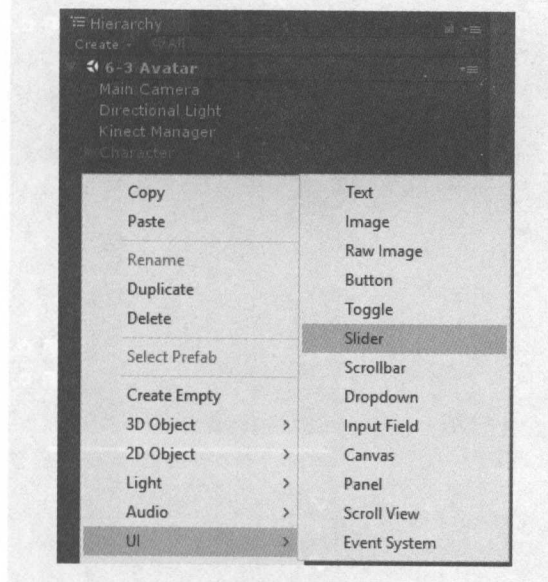 Hierarchy
Create All
6-3 Avatar
Main Camera
Directional Light
Kinect Manager
Character
Copy
Paste
Rename
Duplicate
Delete
Select Prefab
Create Empty
3D Object >
2D Object >
Light >
Audio >
UI >
Text
Image
Raw Image
Button
Toggle
Slider
Scrollbar
Dropdown
Input Field
Canvas
Panel
Scroll View
Event System